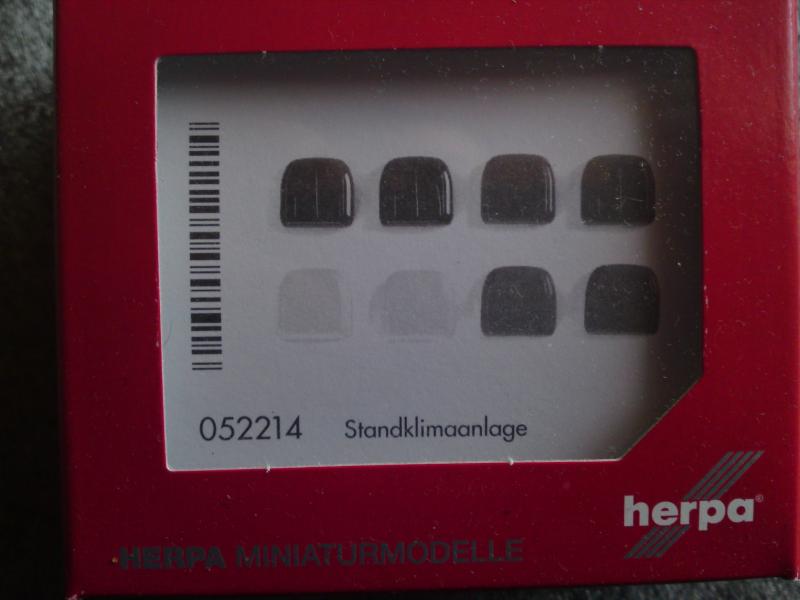 052214 Standklimaanlage
herpa®
HERPA MINIATURMODELLE